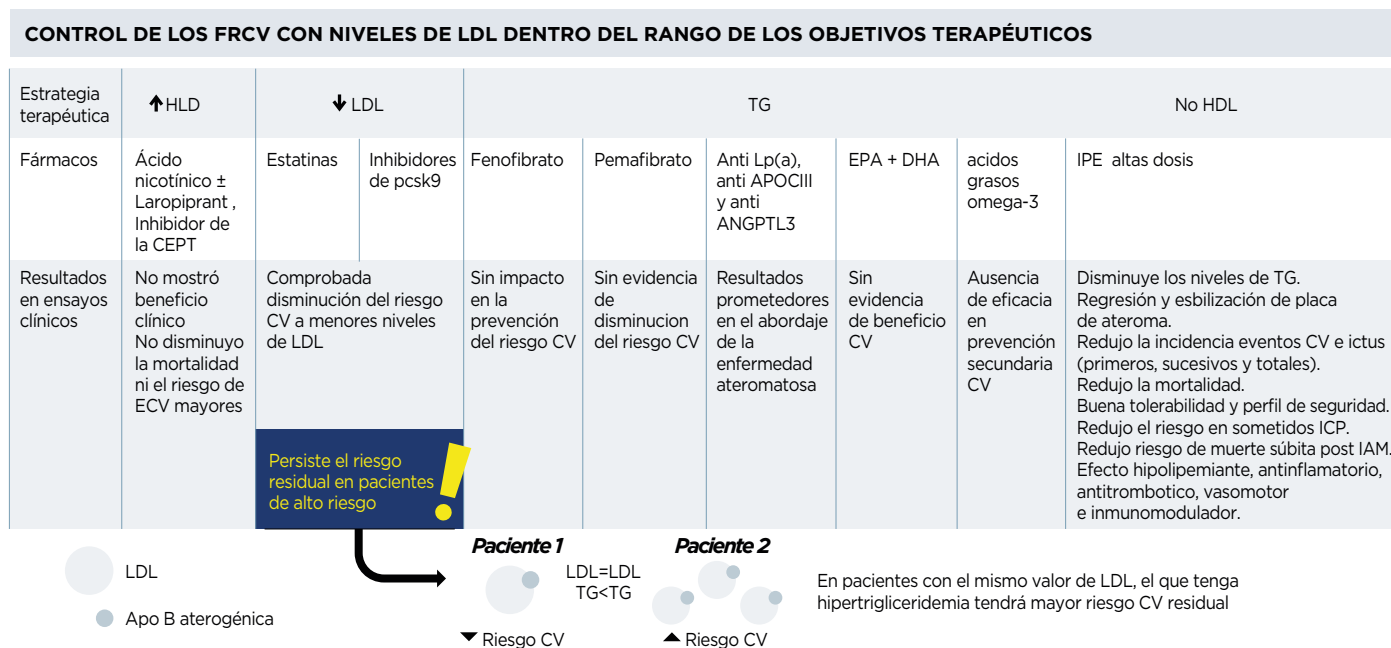 CONTROL DE LOS FRCV CON NIVELES DE LDL DENTRO DEL RANGO DE LOS OBJETIVOS TERAPÉUTICOS
Estrategia
terapéutica
HLD
LDL
TG
No HDL
Fármacos
Ácido
nicotínico ±
Laropiprant ,
Inhibidor de
la CEPT
Estatinas
Inhibidores
de pcsk9
Fenofibrato
Pemafibrato
Anti Lp(a),
anti APOCIII
y anti
ANGPTL3
EPA + DHA
acidos
grasos
omega-3
IPE altas dosis
Resultados
en ensayos
clínicos
No mostró
beneficio
clínico
No disminuyo
la mortalidad
ni el riesgo de
ECV mayores
Comprobada
disminución del riesgo
CV a menores niveles
de LDL
Persiste el riesgo
residual en pacientes
de alto riesgo
!
Sin impacto
en la
prevención
del riesgo CV
Sin evidencia
de
disminucion
del riesgo CV
Resultados
prometedores
en el abordaje
de la
enfermedad
ateromatosa
Sin
evidencia
de beneficio
CV
Ausencia
de eficacia
en
prevención
secundaria
CV
Disminuye los niveles de TG.
Regresión y esbilización de placa
de ateroma.
Redujo la incidencia eventos CV e ictus
(primeros, sucesivos y totales).
Redujo la mortalidad.
Buena tolerabilidad y perfil de seguridad.
Redujo el riesgo en sometidos ICP.
Redujo riesgo de muerte súbita post IAM.
Efecto hipolipemiante, antinflamatorio,
antitrombotico, vasomotor
e inmunomodulador.
LDL
Apo B aterogénica
Paciente 1
LDL=LDL
TG<TG
Paciente 2
Riesgo CV
Riesgo CV
En pacientes con el mismo valor de LDL, el que tenga
hipertrigliceridemia tendrá mayor riesgo CV residual